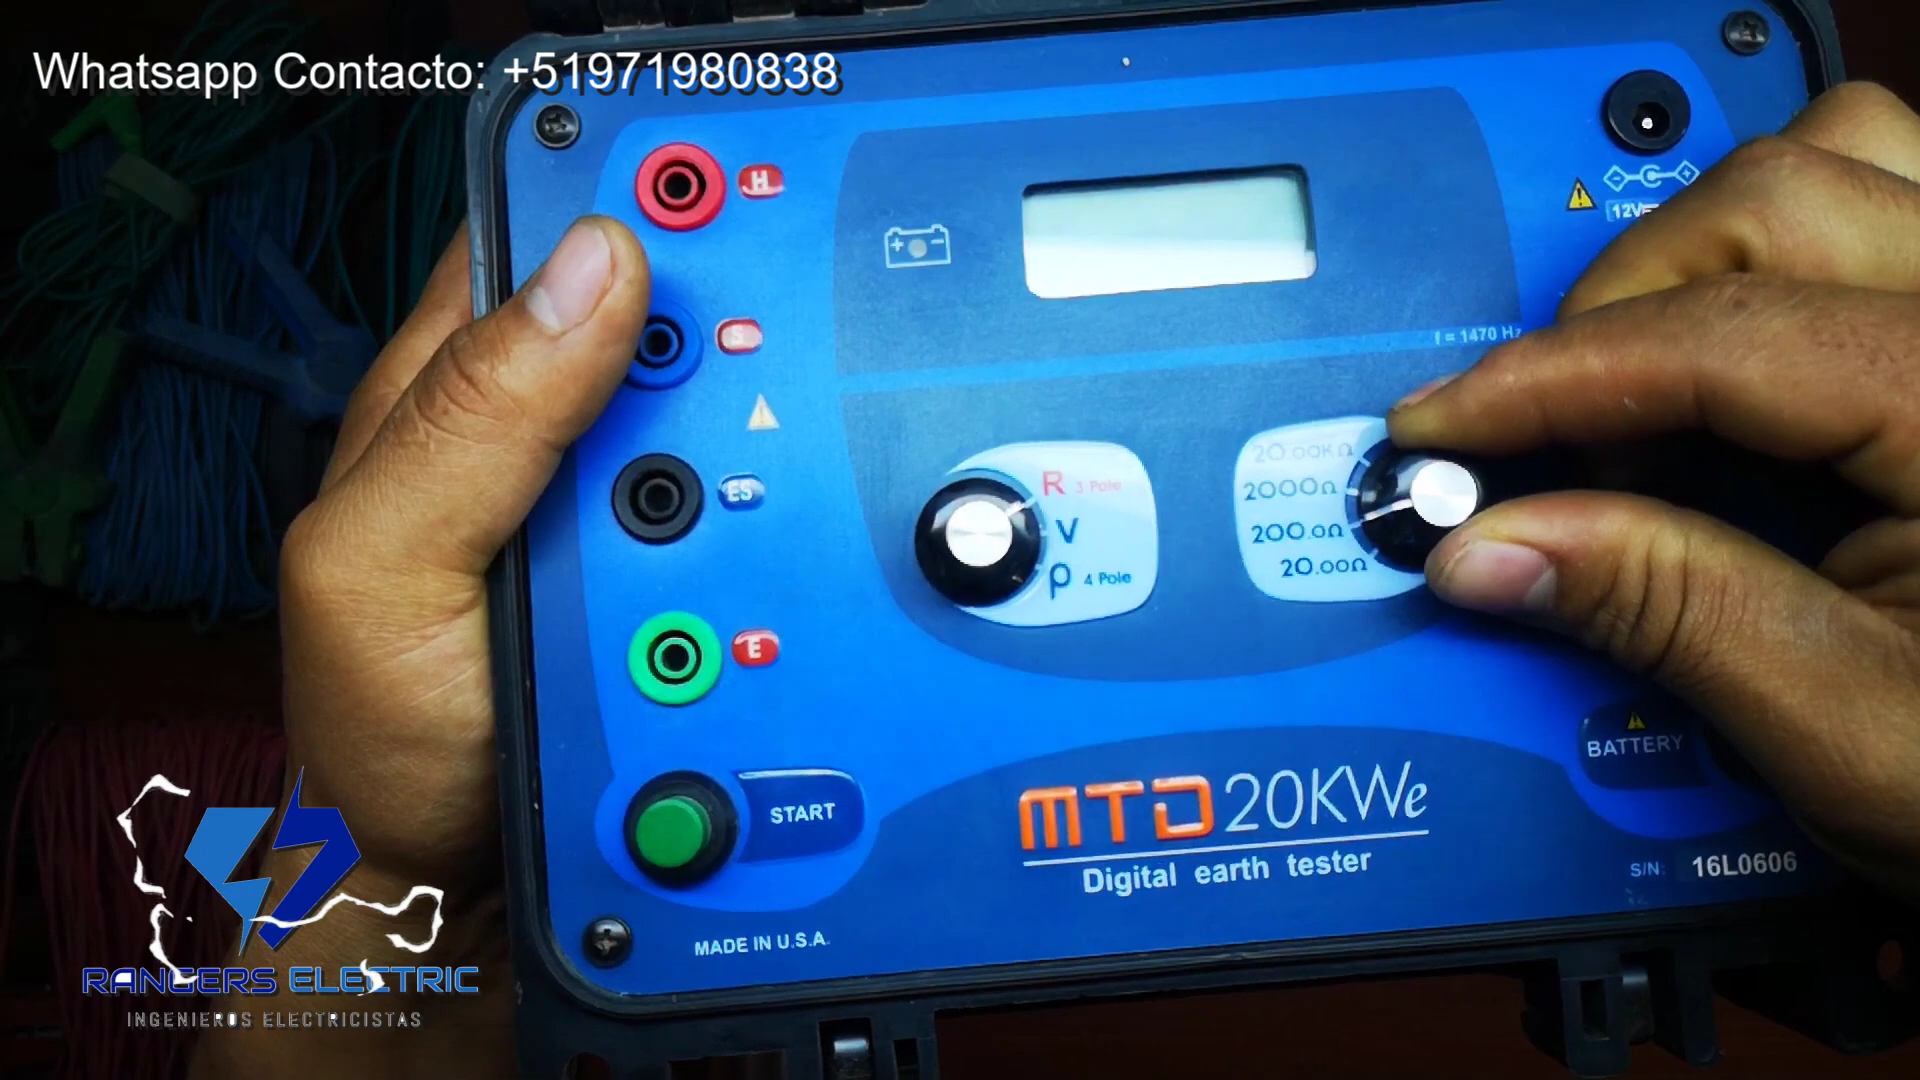 Whatsapp Contacto: +51971980838
H
S
ES
E
12V
f = 1470 Hz
R 3 Pole
V
ρ 4 Pole
20.00KΩ
2000Ω
200.0Ω
20.00Ω
START
BATTERY
MTD 20KWe
Digital earth tester
S/N: 16L0606
MADE IN U.S.A.
RANGERS ELECTRIC
INGENIEROS ELECTRICISTAS